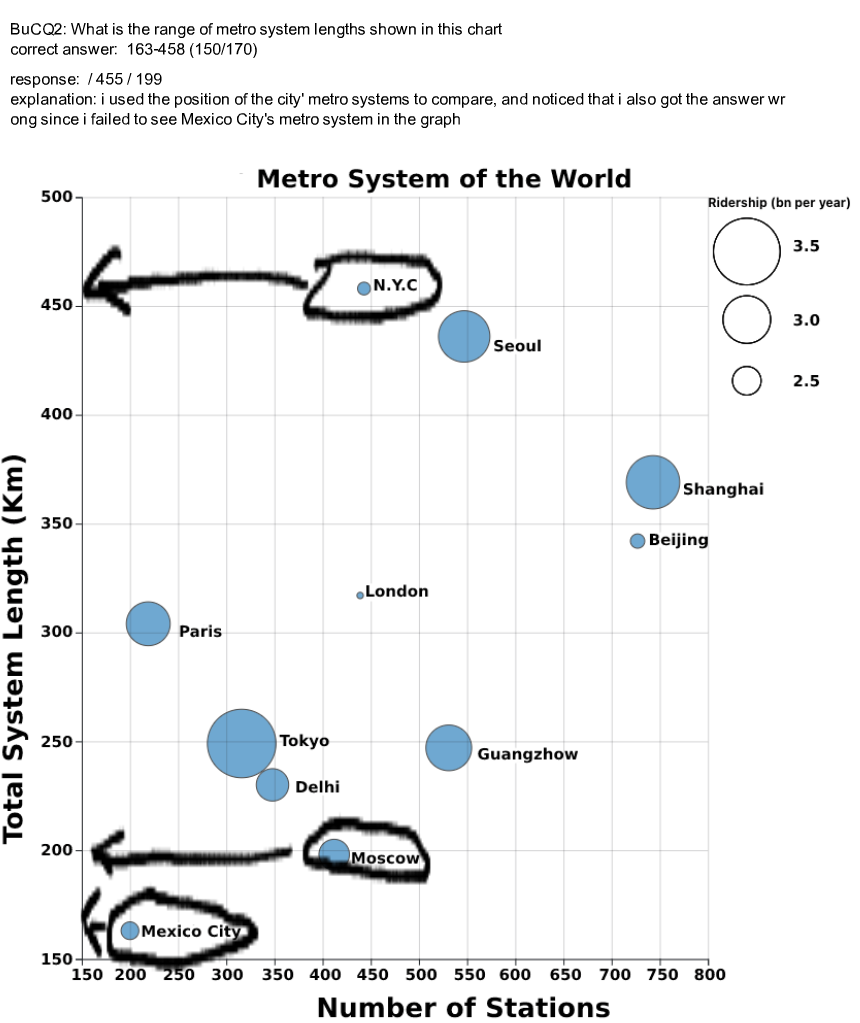 BuCQ2: What is the range of metro system lengths shown in this chart
correct answer:  163-458 (150/170)
response:  / 455 / 199
explanation: i used the position of the city' metro systems to compare, and noticed that i also got the answer wr
ong since i failed to see Mexico City's metro system in the graph
Metro System of the World
Ridership (bn per year)
3.5
3.0
2.5
Total System Length (Km)
500
450
400
350
300
250
200
150
N.Y.C
Seoul
Shanghai
Beijing
London
Paris
Tokyo
Guangzhow
Delhi
Moscow
Mexico City
150 200 250 300 350 400 450 500 550 600 650 700 750 800
Number of Stations